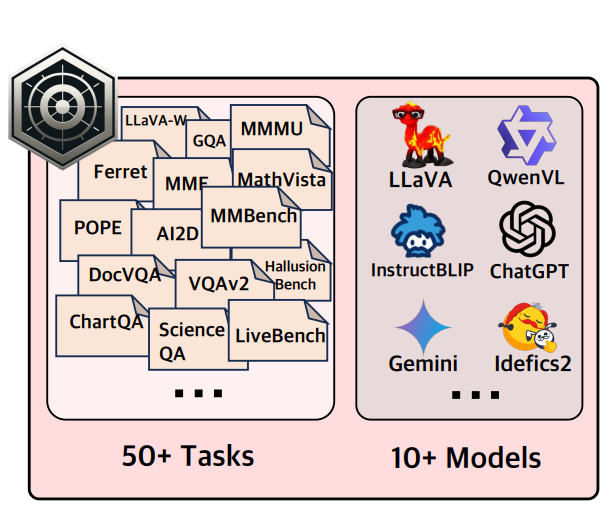 LLaVA-W
GQA
MMMU
Ferret
MME
MathVista
POPE
AI2D
MMBench
DocVQA
VQAv2
Hallusion
Bench
ChartQA
Science
QA
LiveBench
...
50+ Tasks
LLaVA
QwenVL
InstructBLIP
ChatGPT
Gemini
Idefics2
...
10+ Models